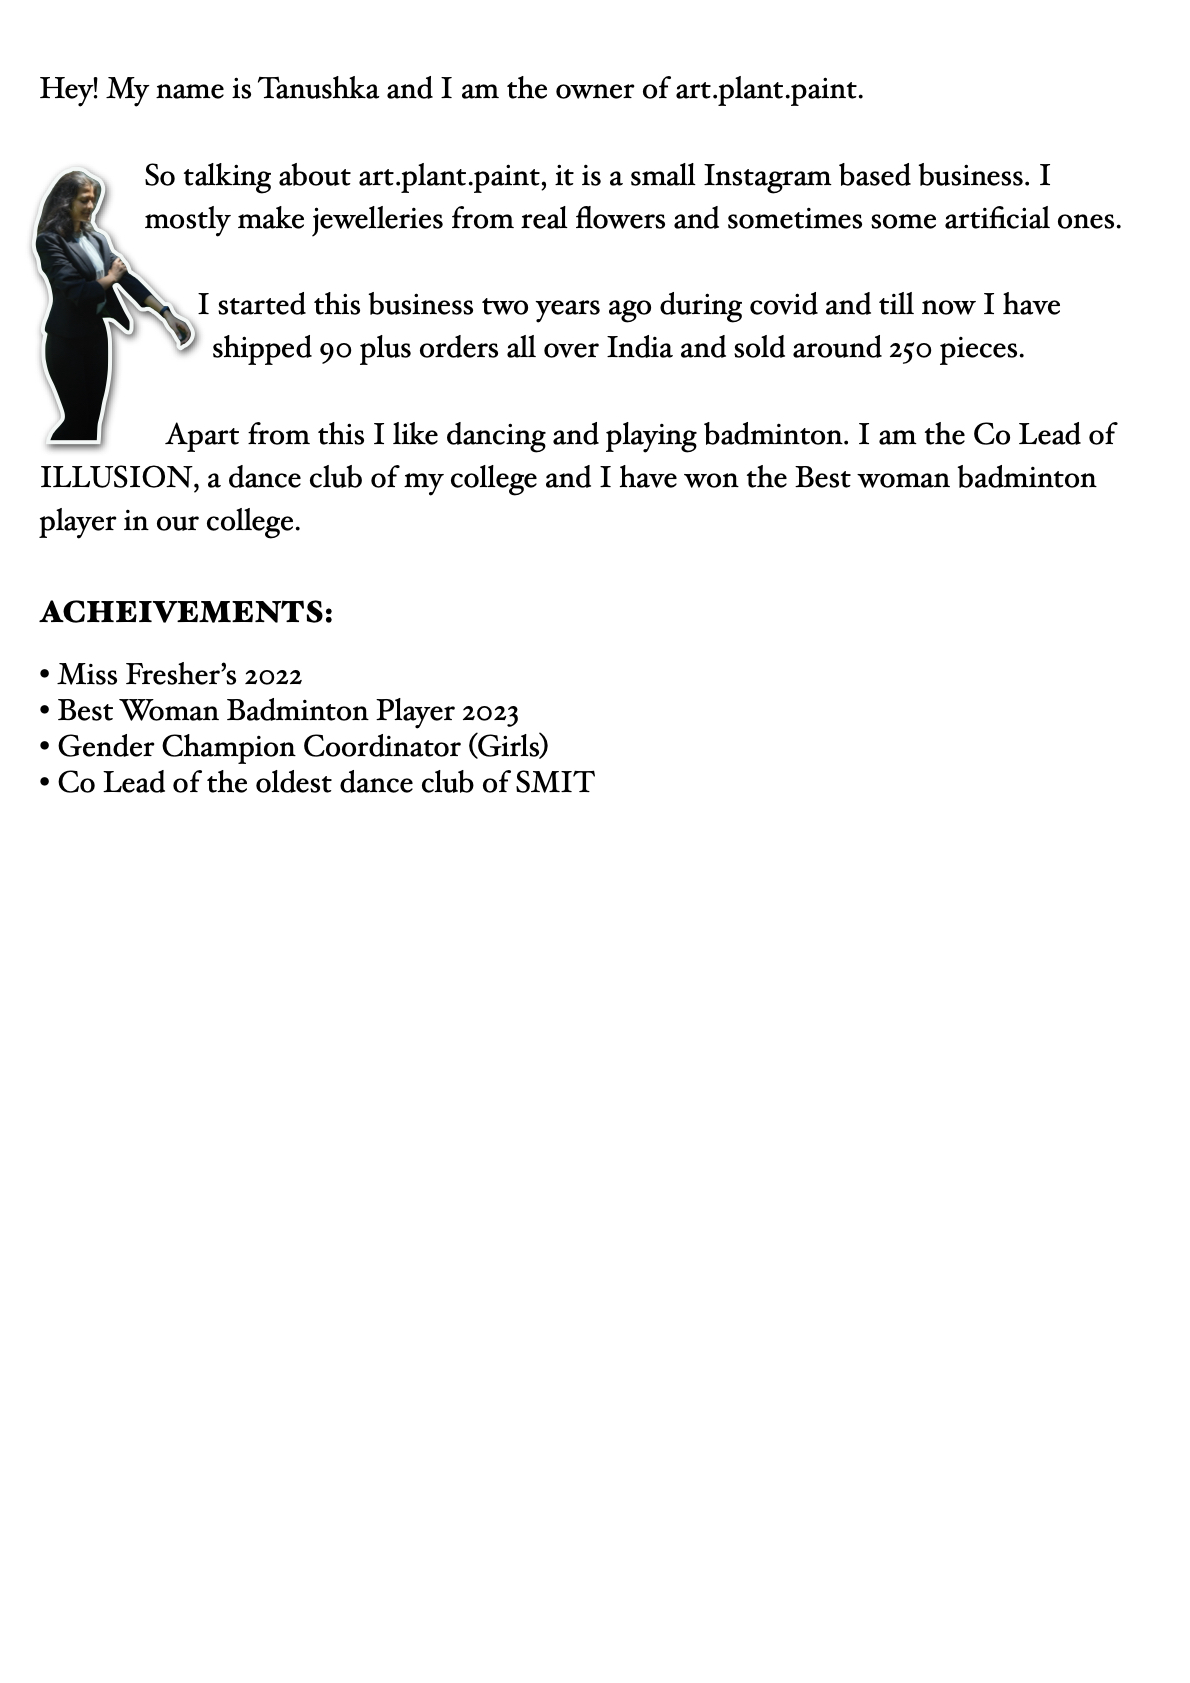 Hey! My name is Tanushka and I am the owner of art.plant.paint.
So talking about art.plant.paint, it is a small Instagram based business. I
mostly make jewelleries from real flowers and sometimes some artificial ones.
I started this business two years ago during covid and till now I have
shipped 90 plus orders all over India and sold around 250 pieces.
Apart from this I like dancing and playing badminton. I am the Co Lead of
ILLUSION, a dance club of my college and I have won the Best woman badminton
player in our college.
ACHEIVEMENTS:
• Miss Fresher’s 2022
• Best Woman Badminton Player 2023
• Gender Champion Coordinator (Girls)
• Co Lead of the oldest dance club of SMIT